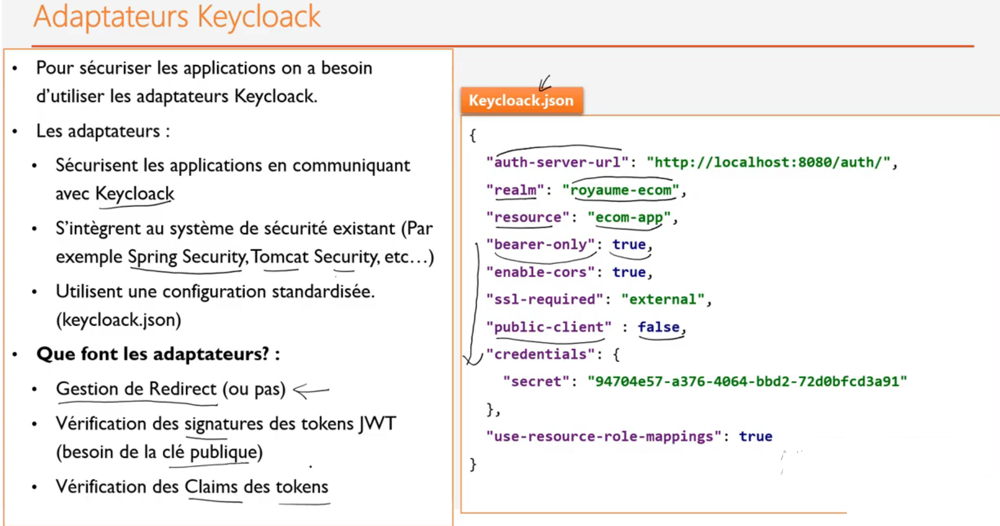 Adaptateurs Keycloack
• Pour sécuriser les applications on a besoin
d'utiliser les adaptateurs Keycloack.
• Les adaptateurs :
• Sécurisent les applications en communiquant
avec Keycloack
• S'intègrent au système de sécurité existant (Par
exemple Spring Security, Tomcat Security, etc…)
• Utilisent une configuration standardisée.
(keycloack.json)
• Que font les adaptateurs? :
• Gestion de Redirect (ou pas)
• Vérification des signatures des tokens JWT
(besoin de la clé publique)
• Vérification des Claims des tokens
Keycloack.json
{
"auth-server-url": "http://localhost:8080/auth/",
"realm": "royaume-ecom",
"resource": "ecom-app",
"bearer-only": true,
"enable-cors": true,
"ssl-required": "external",
"public-client" : false,
"credentials": {
"secret": "94704e57-a376-4064-bbd2-72d0bfcd3a91"
},
"use-resource-role-mappings": true
}